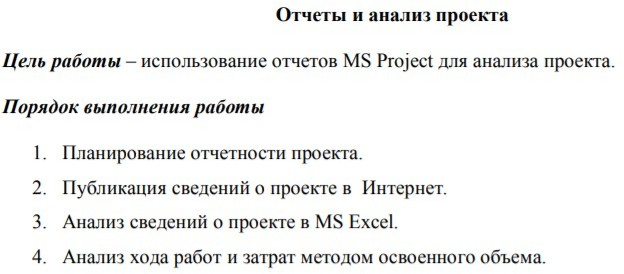 Отчеты и анализ проекта
Цель работы – использование отчетов MS Project для анализа проекта.
Порядок выполнения работы
1. Планирование отчетности проекта.
2. Публикация сведений о проекте в Интернет.
3. Анализ сведений о проекте в MS Excel.
4. Анализ хода работ и затрат методом освоенного объема.